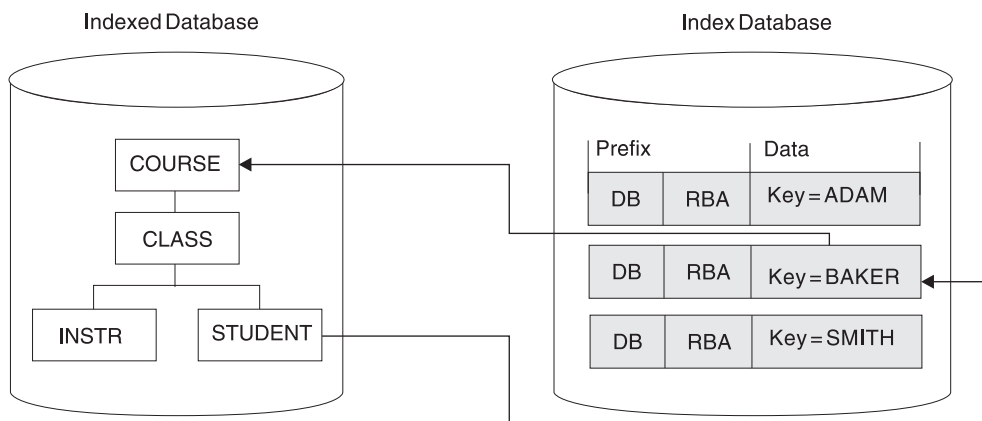 Indexed Database
COURSE
CLASS
INSTR
STUDENT
Index Database
Prefix Data
DB RBA Key=ADAM
DB RBA Key=BAKER
DB RBA Key=SMITH